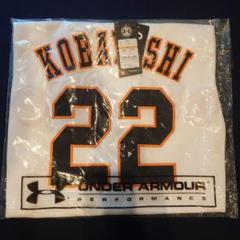 KOBA SHI
22
UNDER ARMOUR
PERFORMANCE